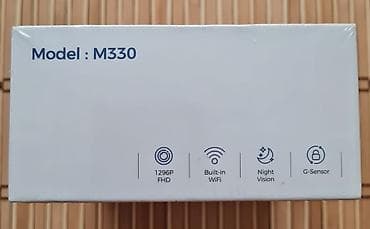 Model : M330
1296P
FHD
Built-in
WiFi
Night
Vision
G-Sensor